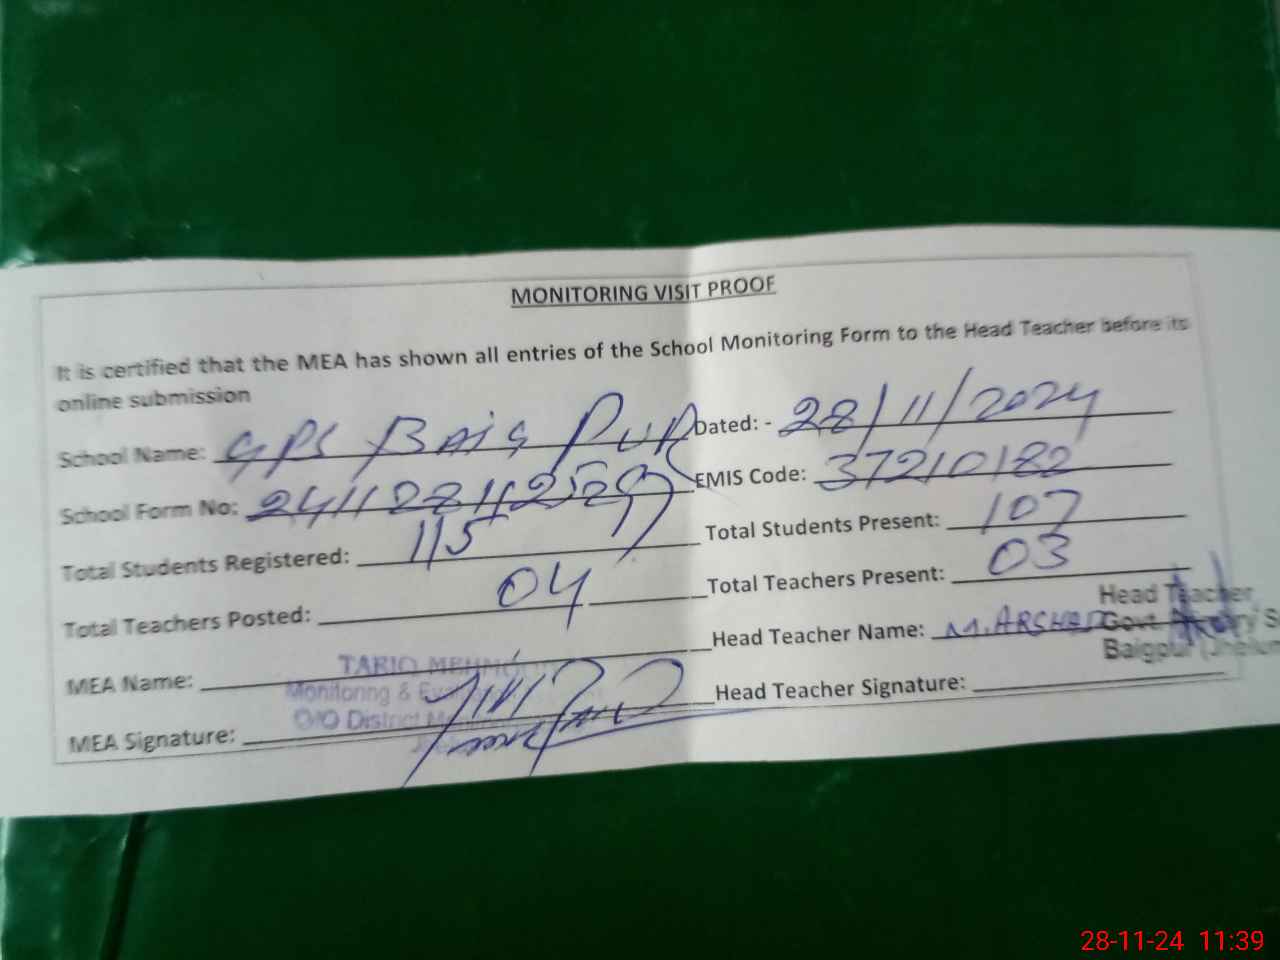 MONITORING VISIT PROOF
It is certified that the MEA has shown all entries of the School Monitoring Form to the Head Teacher before its
online submission
School Name: GPS BAIG PUR Dated: - 28/11/2024
School Form No: EMIS Code: 37210182
Total Students Registered: 115 Total Students Present: 107
Total Teachers Posted: 04 Total Teachers Present: 03
Head Teacher
Head Teacher Name: M. ARSHAD Govt
Baigpur
MEA Name: TARIQ Head Teacher Signature:
Monitoring &
MEA Signature: O/O District
28-11-24 11:39